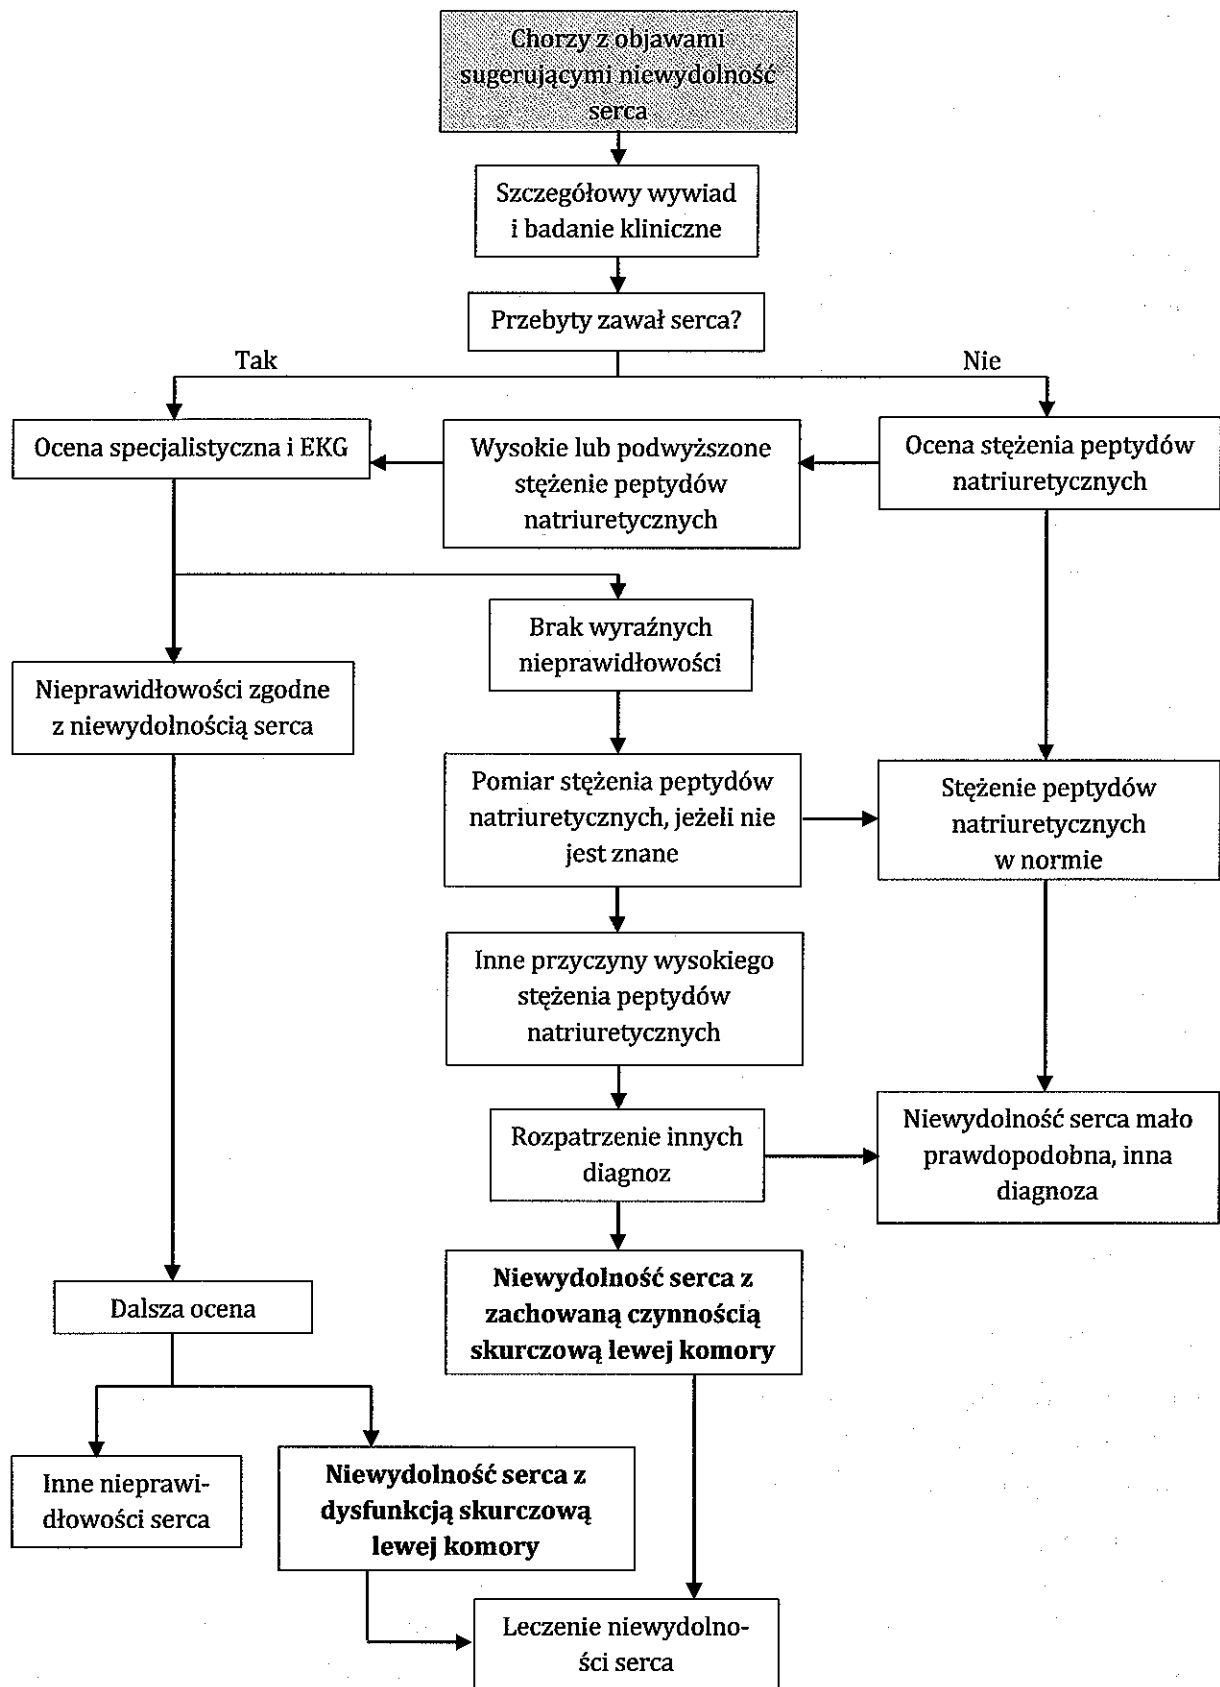 Chorzy z objawami
sugerującymi niewydolność
serca
Szczegółowy wywiad
i badanie kliniczne
Przebyty zawał serca?
Tak
Nie
Ocena specjalistyczna i EKG
Wysokie lub podwyższone
stężenie peptydów
natriuretycznych
Ocena stężenia peptydów
natriuretycznych
Brak wyraźnych
nieprawidłowości
Nieprawidłowości zgodne
z niewydolnością serca
Pomiar stężenia peptydów
natriuretycznych, jeżeli nie
jest znane
Stężenie peptydów
natriuretycznych
w normie
Inne przyczyny wysokiego
stężenia peptydów
natriuretycznych
Rozpatrzenie innych
diagnoz
Niewydolność serca mało
prawdopodobna, inna
diagnoza
Niewydolność serca z
zachowaną czynnością
skurczową lewej komory
Dalsza ocena
Inne nieprawi-
dłowości serca
Niewydolność serca z
dysfunkcją skurczową
lewej komory
Leczenie niewydolno-
ści serca